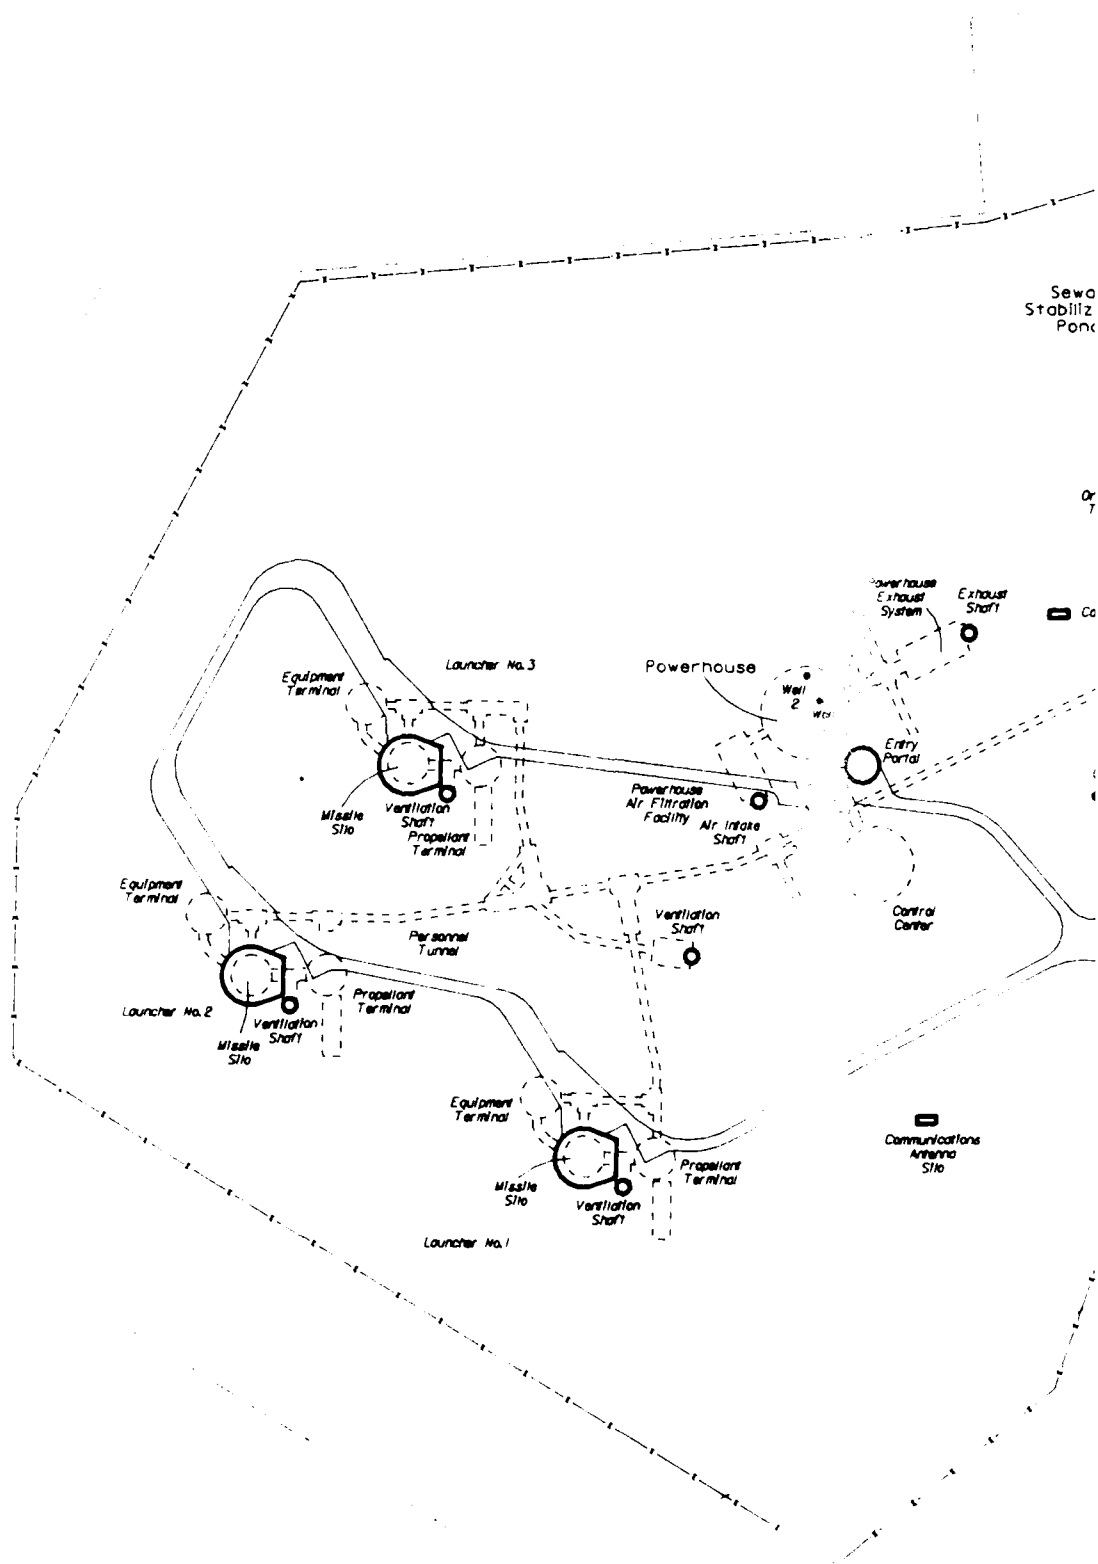 Sewa
Stabiliz
Pond
Or
T
Powerhouse
Exhaust
System
Exhaust
Shaft
Co
Launcher No. 3
Powerhouse
Equipment
Terminal
Well
2
Entry
Portal
Missile
Silo
Ventilation
Shaft
Propellant
Terminal
Powerhouse
Air Filtration
Facility
Air Intake
Shaft
Equipment
Terminal
Personnel
Tunnel
Ventilation
Shaft
Control
Center
Launcher No. 2
Propellant
Terminal
Ventilation
Shaft
Missile
Silo
Equipment
Terminal
Communications
Antenna
Silo
Propellant
Terminal
Missile
Silo
Ventilation
Shaft
Launcher No. 1